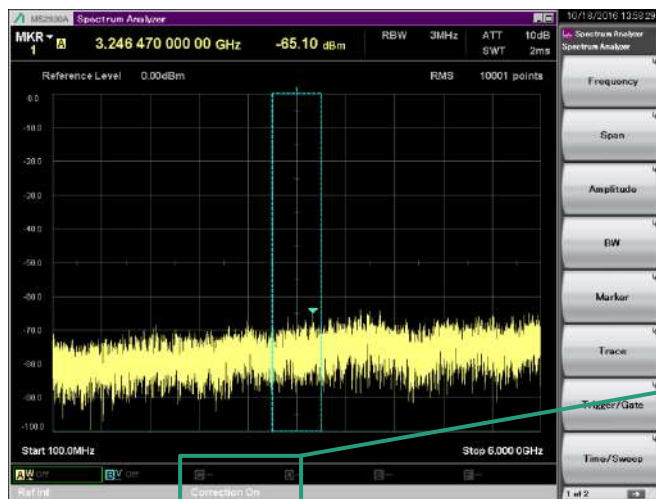 MS2830A Spectrum Analyzer
10/18/2016 13:58:29
MKR 1 A 3.246 470 000 00 GHz -65.10 dBm
RBW 3MHz
ATT 10dB
SWT 2ms
Spectrum Analyzer
Spectrum Analyzer
Reference Level 0.00dBm
RMS 10001 points
0.0
-10.0
-20.0
-30.0
-40.0
-50.0
-60.0
-70.0
-80.0
-90.0
-100.0
Start 100.0MHz
Stop 6.000 0GHz
A W Off
B V Off
Ref.Int
Correction On
Frequency
Span
Amplitude
BW
Marker
Trace
Trigger/Gate
Time/Sweep
1 of 2